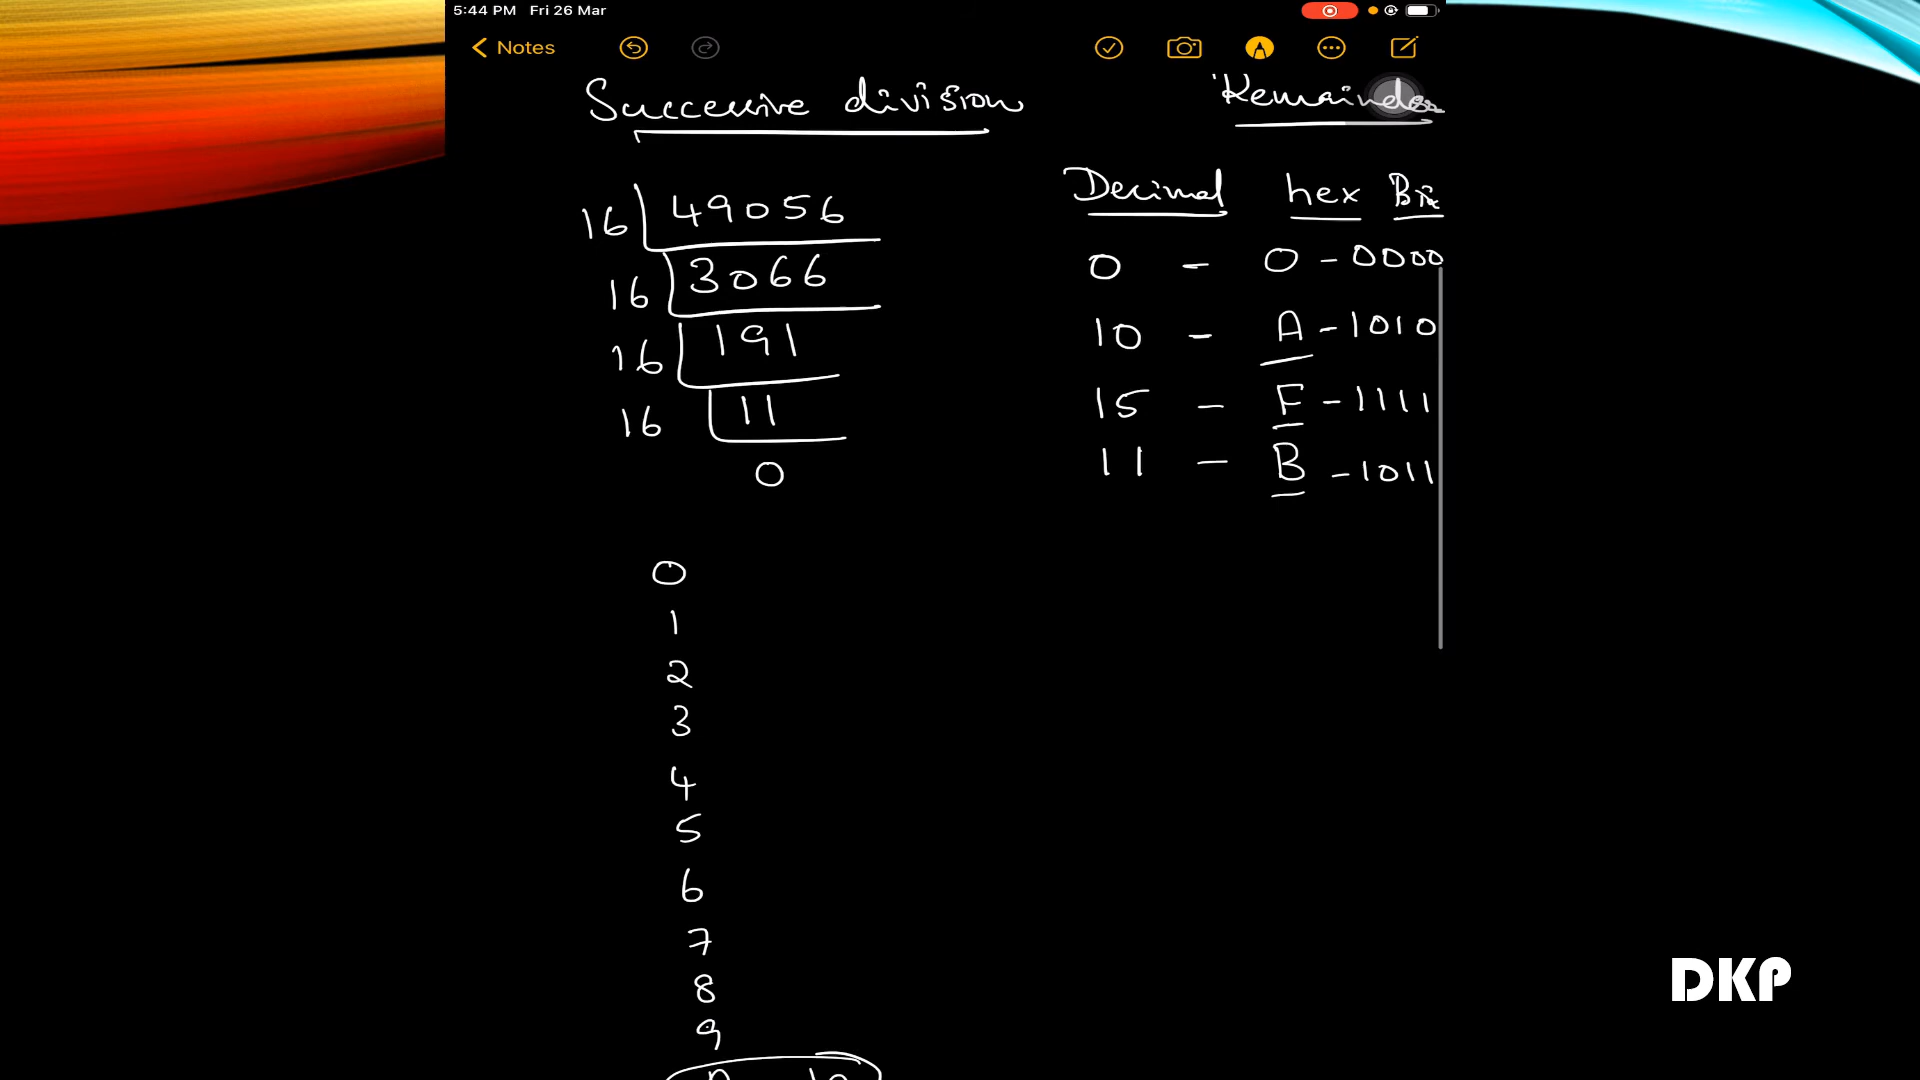 5:44 PM Fri 26 Mar
Notes
Successive division Remainder
Decimal hex
16 49056
0 - 0 - 0000
16 3066
10 - A - 1010
16 191
15 - F - 1111
16 11
11 - B - 1011
0
0
1
2
3
4
5
6
7
8
9
DKP